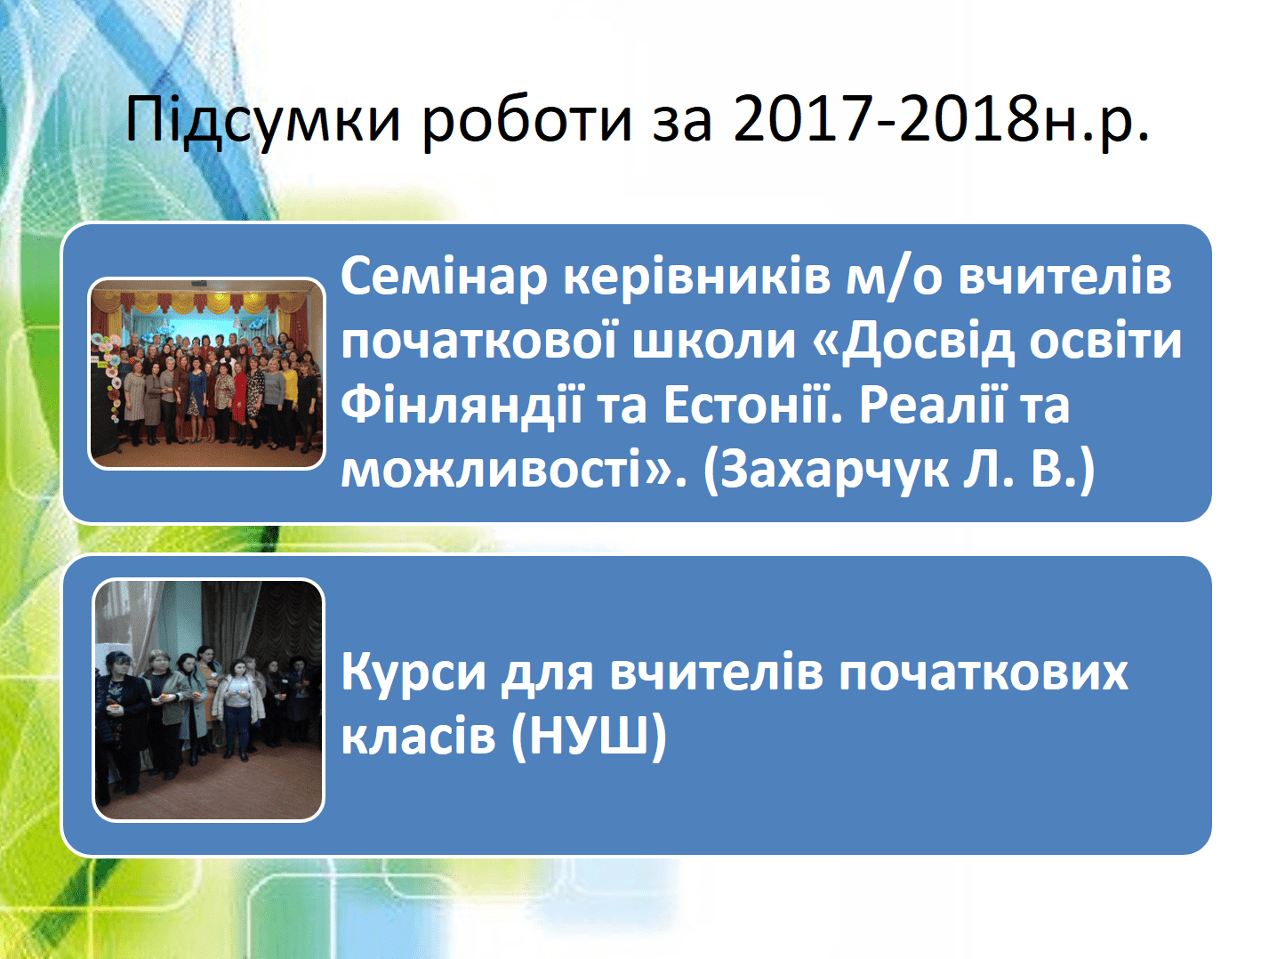 Підсумки роботи за 2017-2018н.р.
Семінар керівників м/о вчителів
початкової школи «Досвід освіти
Фінляндії та Естонії. Реалії та
можливості». (Захарчук Л. В.)
Курси для вчителів початкових
класів (НУШ)